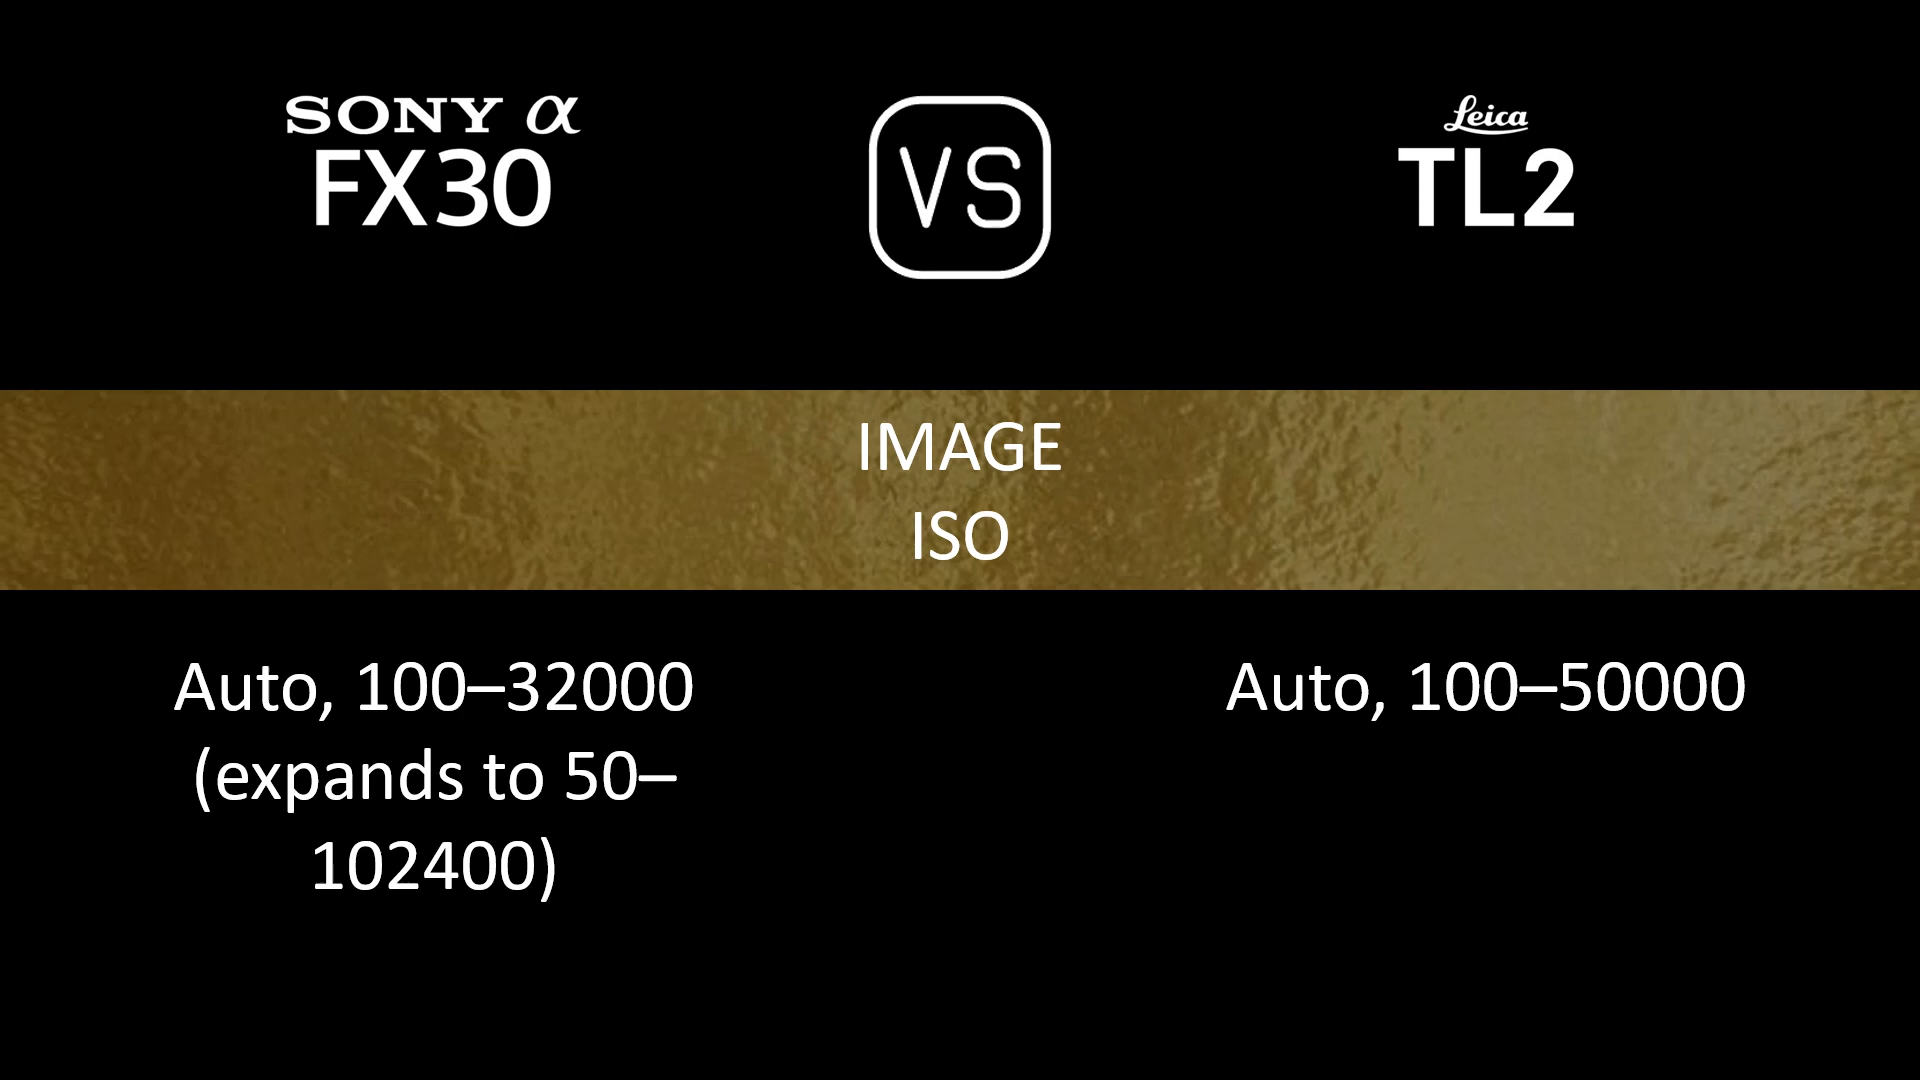 SONY α
FX30
VS
Leica
TL2
IMAGE
ISO
Auto, 100–32000
(expands to 50–
102400)
Auto, 100–50000